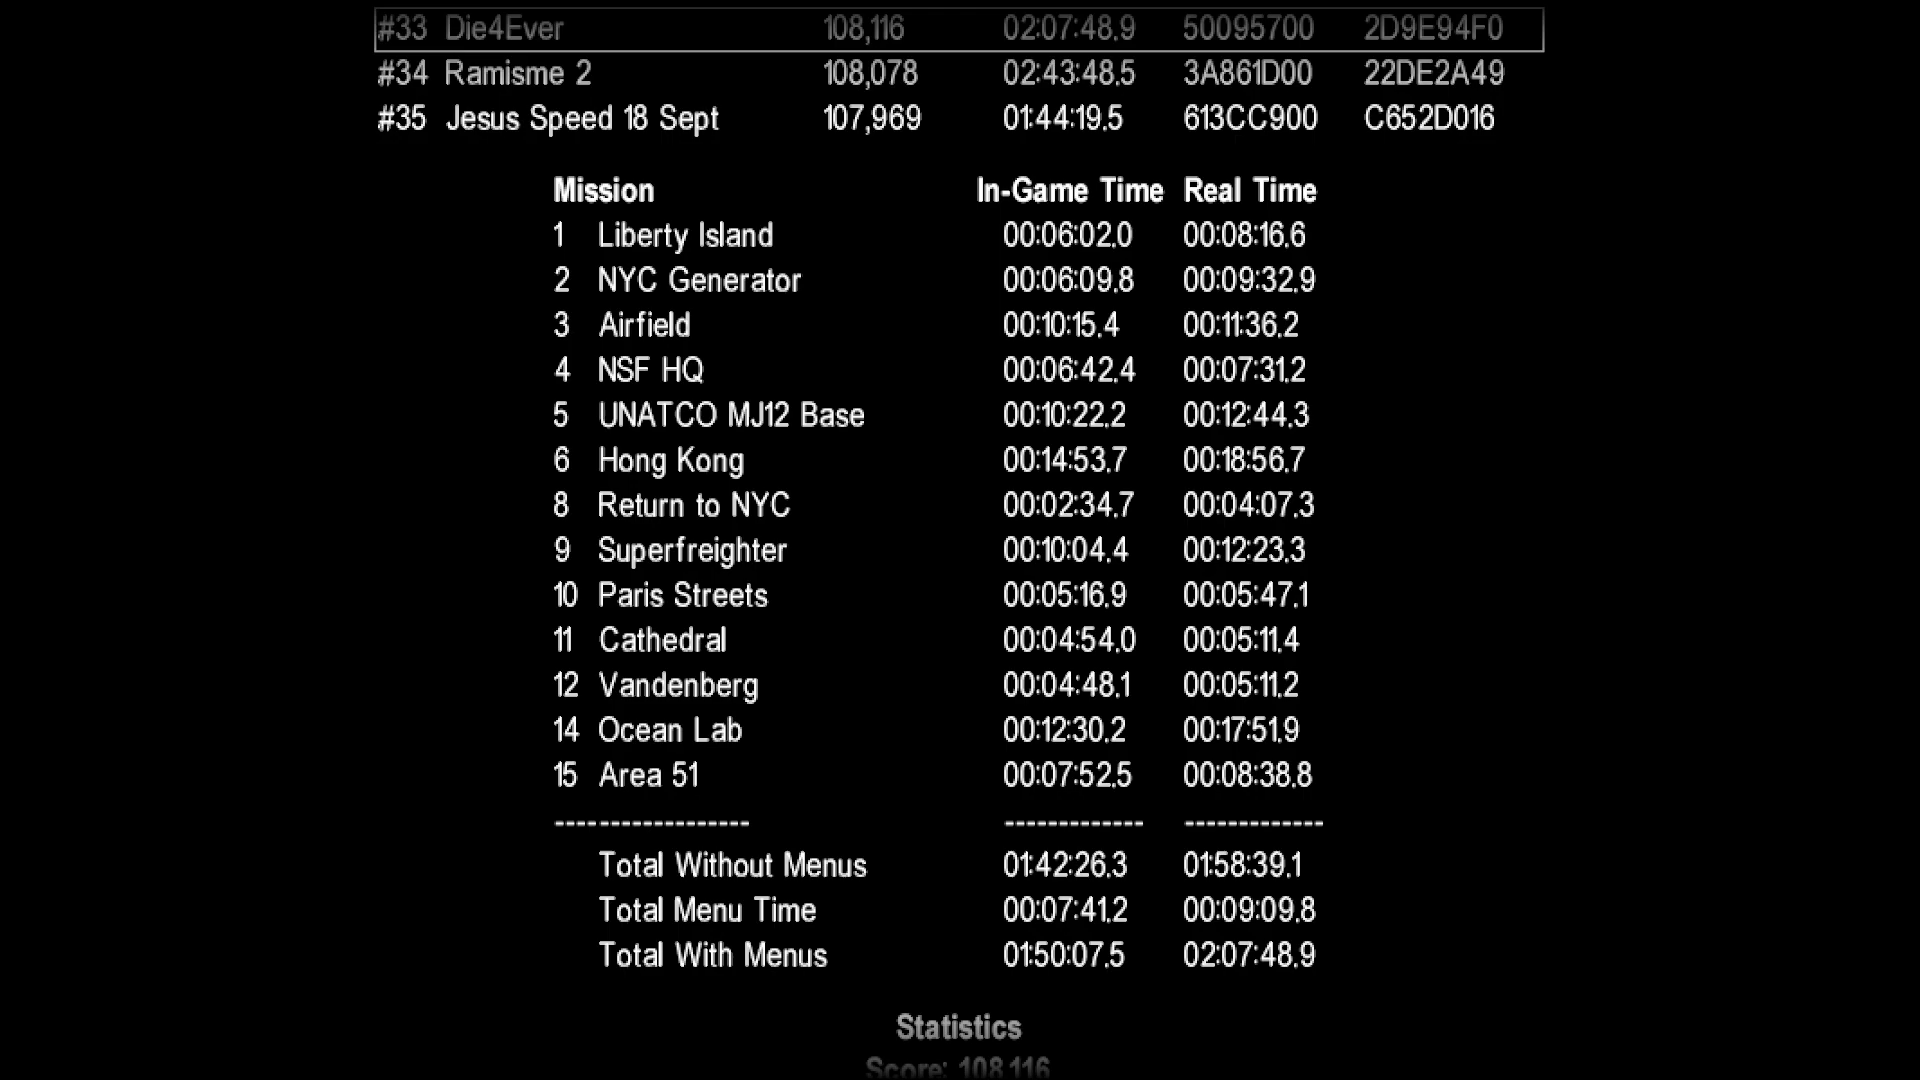 #33 Die4Ever 108,116 02:07:48.9 50095700 2D9E94F0
#34 Ramisme 2 108,078 02:43:48.5 3A861D00 22DE2A49
#35 Jesus Speed 18 Sept 107,969 01:44:19.5 613CC900 C652D016
Mission In-Game Time Real Time
1 Liberty Island 00:06:02.0 00:08:16.6
2 NYC Generator 00:06:09.8 00:09:32.9
3 Airfield 00:10:15.4 00:11:36.2
4 NSF HQ 00:06:42.4 00:07:31.2
5 UNATCO MJ12 Base 00:10:22.2 00:12:44.3
6 Hong Kong 00:14:53.7 00:18:56.7
8 Return to NYC 00:02:34.7 00:04:07.3
9 Superfreighter 00:10:04.4 00:12:23.3
10 Paris Streets 00:05:16.9 00:05:47.1
11 Cathedral 00:04:54.0 00:05:11.4
12 Vandenberg 00:04:48.1 00:05:11.2
14 Ocean Lab 00:12:30.2 00:17:51.9
15 Area 51 00:07:52.5 00:08:38.8
------------------ ------------- -------------
Total Without Menus 01:42:26.3 01:58:39.1
Total Menu Time 00:07:41.2 00:09:09.8
Total With Menus 01:50:07.5 02:07:48.9
Statistics
Score: 108,116